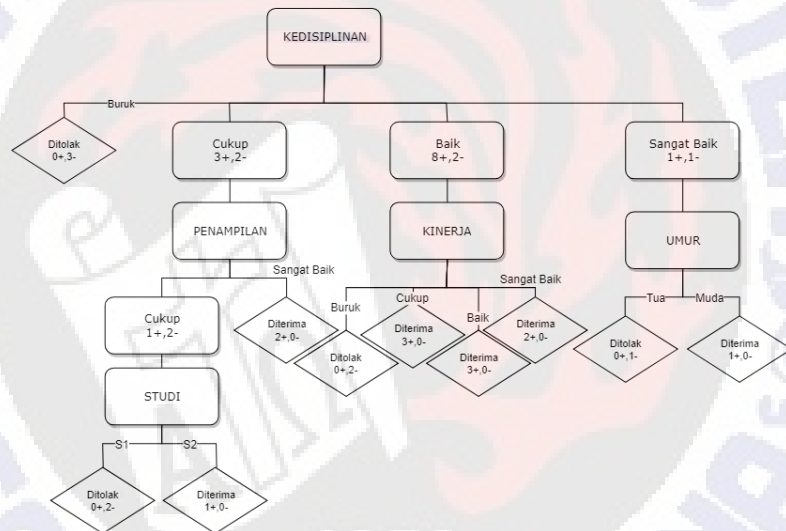 KEDISIPLINAN
Buruk
Ditolak
0+,3-
Cukup
3+,2-
Baik
8+,2-
Sangat Baik
1+,1-
PENAMPILAN
KINERJA
UMUR
Sangat Baik
Cukup
1+,2-
Diterima
2+,0-
Buruk
Ditolak
0+,2-
Cukup
Diterima
3+,0-
Baik
Diterima
3+,0-
Sangat Baik
Diterima
2+,0-
Tua
Ditolak
0+,1-
Muda
Diterima
1+,0-
STUDI
S1
Ditolak
0+,2-
S2
Diterima
1+,0-